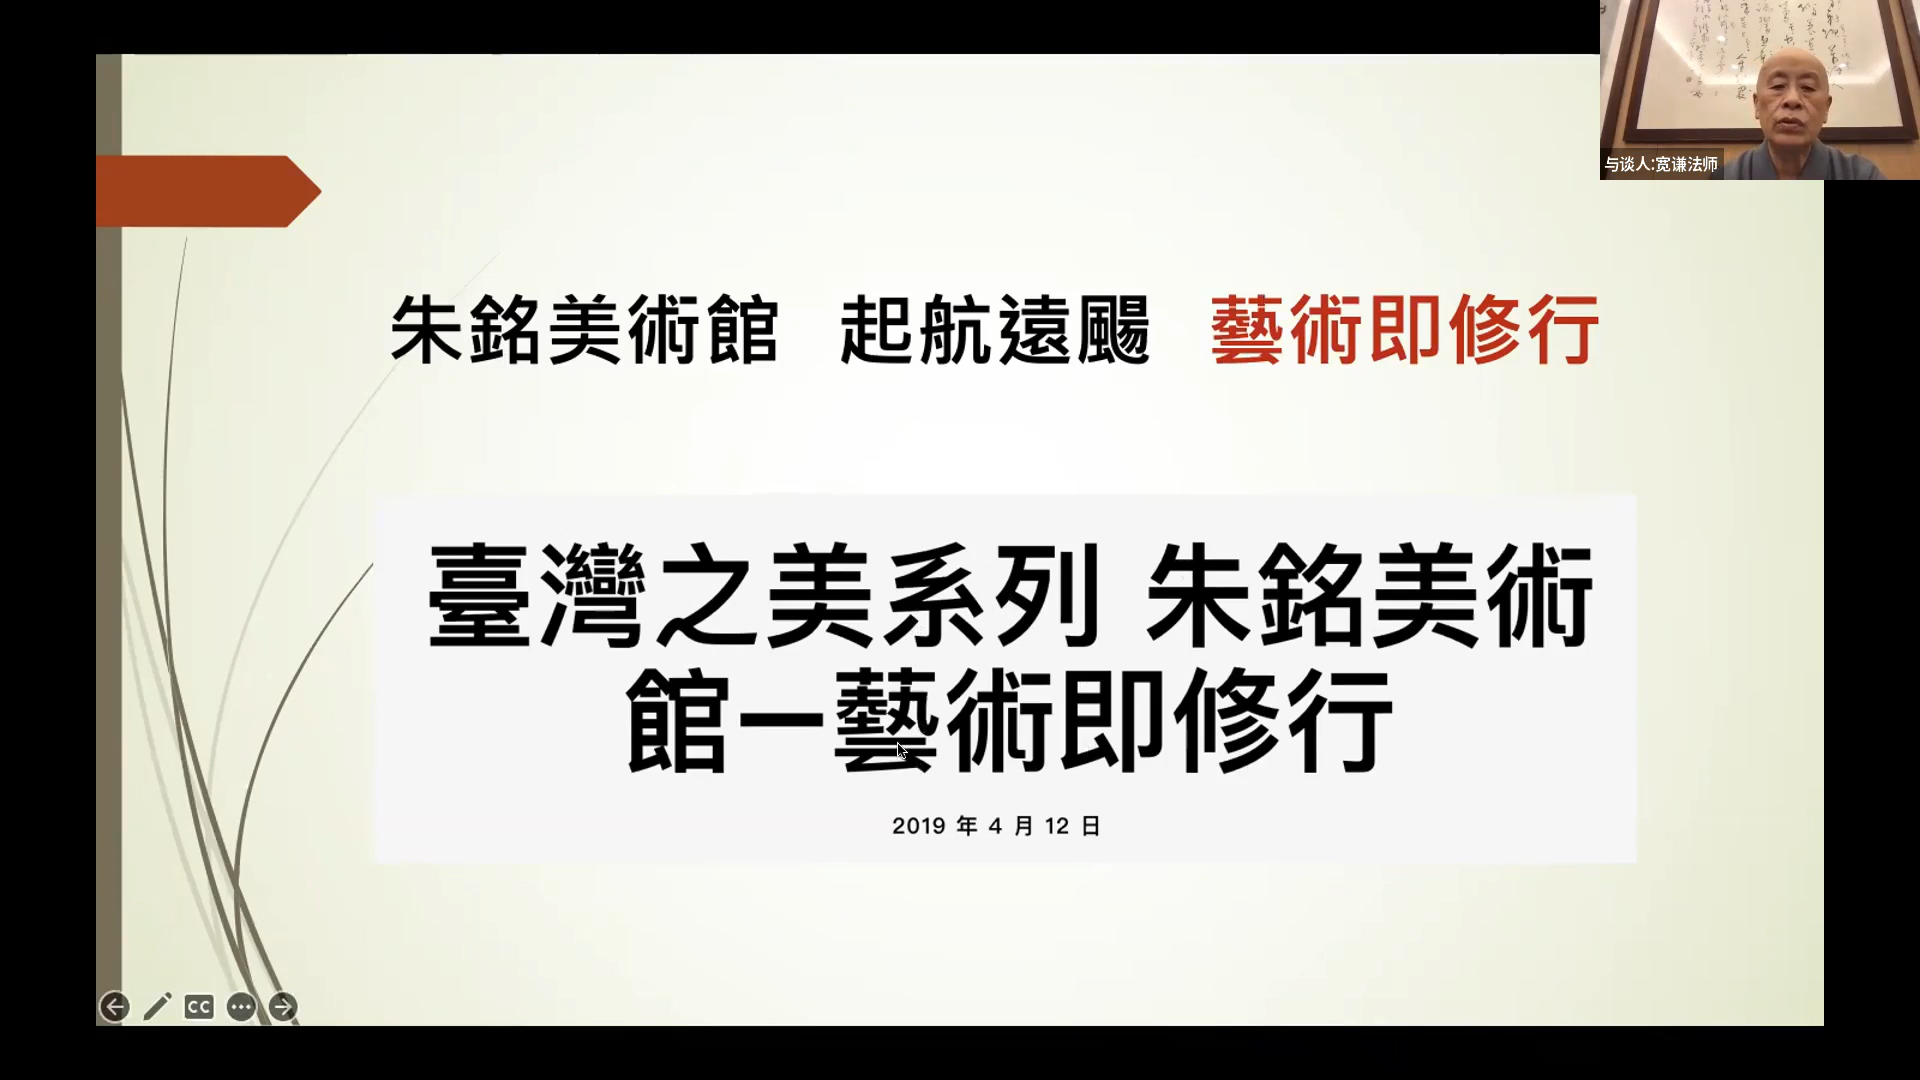 与谈人:宽谦法师
朱銘美術館 起航遠颺 藝術即修行
臺灣之美系列 朱銘美術
館—藝術即修行
2019 年 4 月 12 日
CC